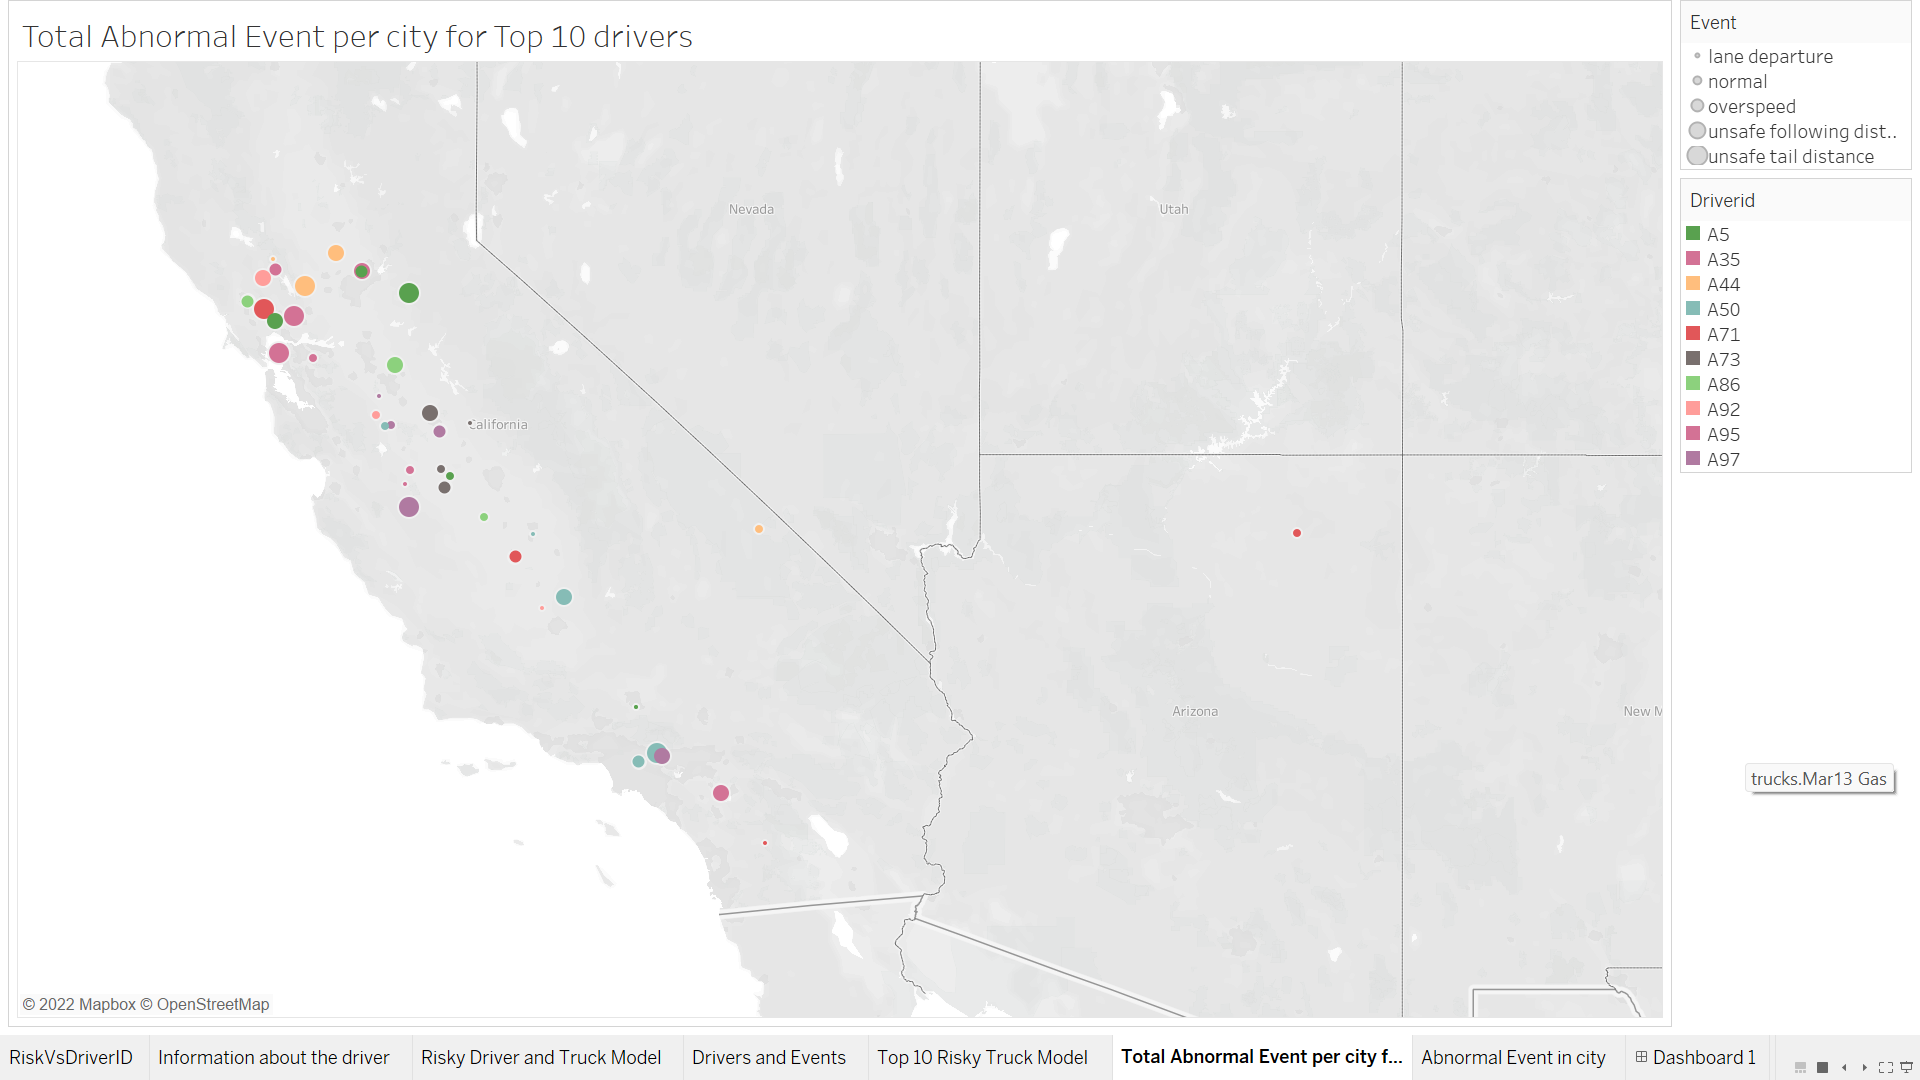 Total Abnormal Event per city for Top 10 drivers
Nevada
Utah
California
Arizona
New M
© 2022 Mapbox © OpenStreetMap
Event
lane departure
normal
overspeed
unsafe following dist..
unsafe tail distance
Driverid
A5
A35
A44
A50
A71
A73
A86
A92
A95
A97
trucks.Mar13 Gas
RiskVsDriverID
Information about the driver
Risky Driver and Truck Model
Drivers and Events
Top 10 Risky Truck Model
Total Abnormal Event per city f...
Abnormal Event in city
Dashboard 1